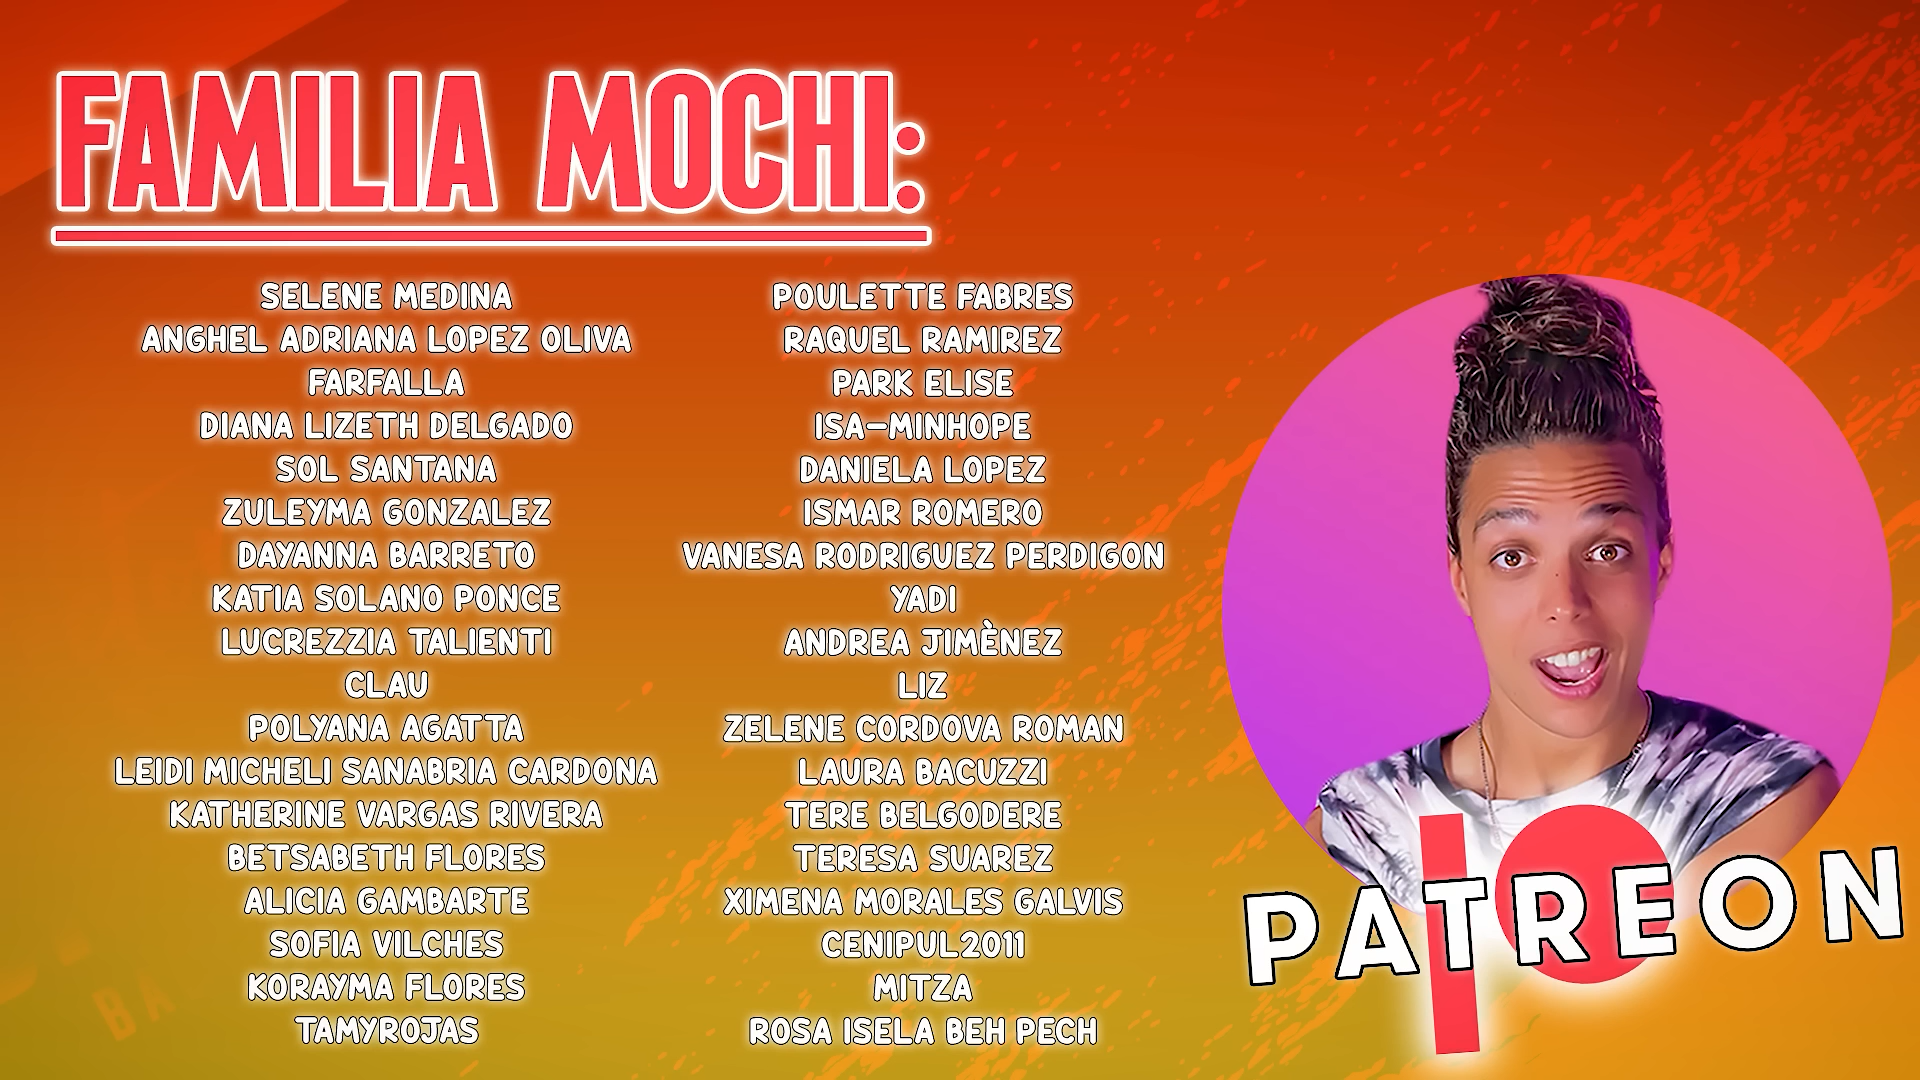 FAMILIA MOCHI:
SELENE MEDINA
ANGHEL ADRIANA LOPEZ OLIVA
FARFALLA
DIANA LIZETH DELGADO
SOL SANTANA
ZULEYMA GONZALEZ
DAYANNA BARRETO
KATIA SOLANO PONCE
LUCREZZIA TALIENTI
CLAU
POLYANA AGATTA
LEIDI MICHELI SANABRIA CARDONA
KATHERINE VARGAS RIVERA
BETSABETH FLORES
ALICIA GAMBARTE
SOFIA VILCHES
KORAYMA FLORES
TAMYROJAS
POULETTE FABRES
RAQUEL RAMIREZ
PARK ELISE
ISA-MINHOPE
DANIELA LOPEZ
ISMAR ROMERO
VANESA RODRIGUEZ PERDIGON
YADI
ANDREA JIMÈNEZ
LIZ
ZELENE CORDOVA ROMAN
LAURA BACUZZI
TERE BELGODERE
TERESA SUAREZ
XIMENA MORALES GALVIS
CENIPUL2011
MITZA
ROSA ISELA BEH PECH
PATREON